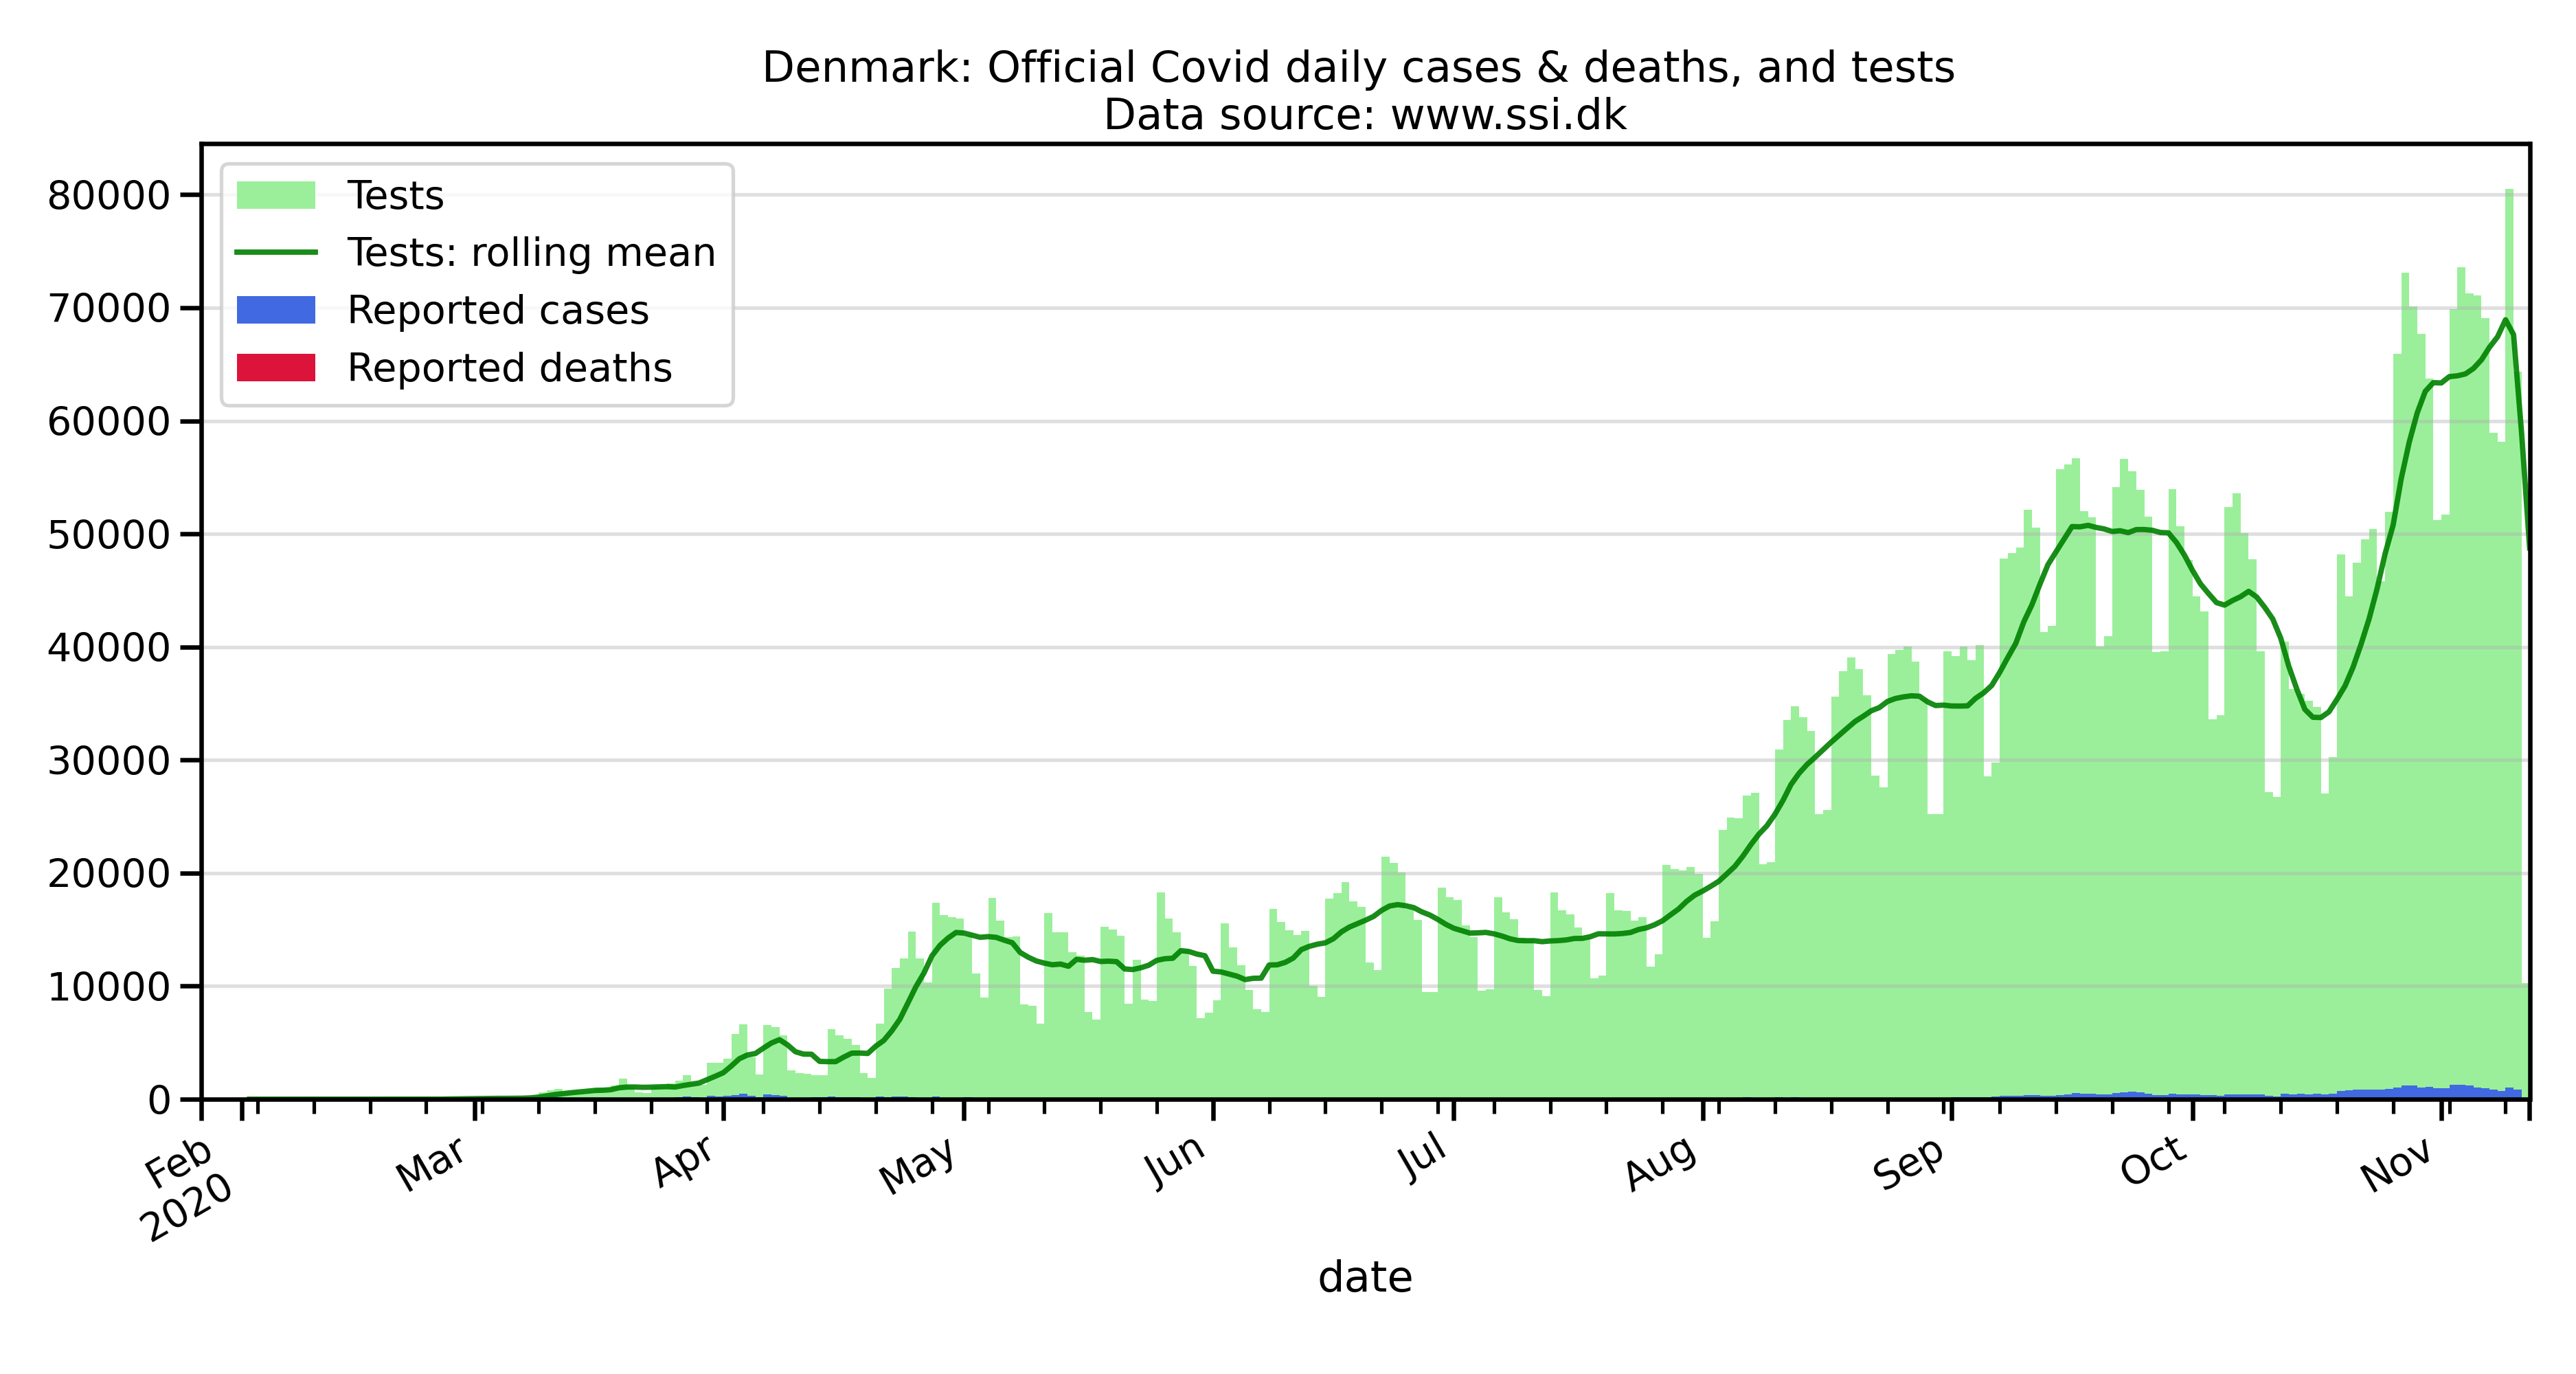 Denmark: Official Covid daily cases & deaths, and tests
Data source: www.ssi.dk
Tests
Tests: rolling mean
Reported cases
Reported deaths
80000
70000
60000
50000
40000
30000
20000
10000
0
Feb
2020
Mar
Apr
May
Jun
Jul
Aug
Sep
Oct
Nov
date